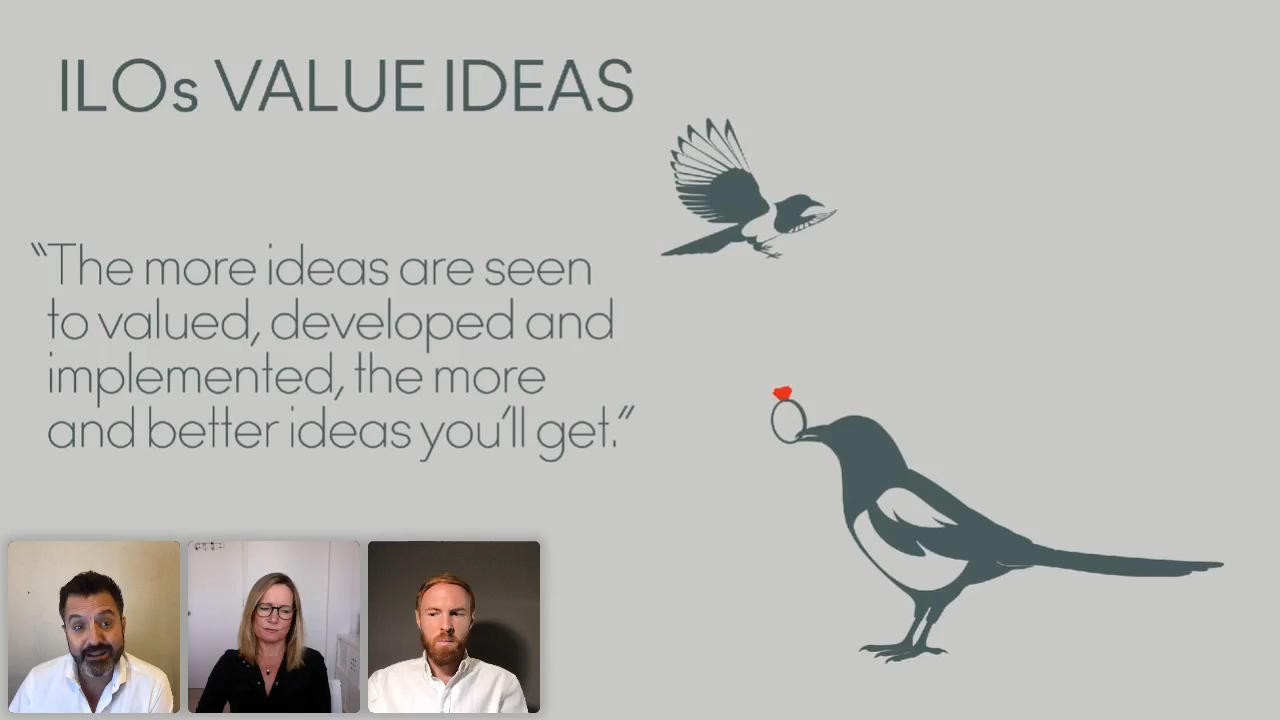 ILOs VALUE IDEAS
“The more ideas are seen
to valued, developed and
implemented, the more
and better ideas you’ll get.”